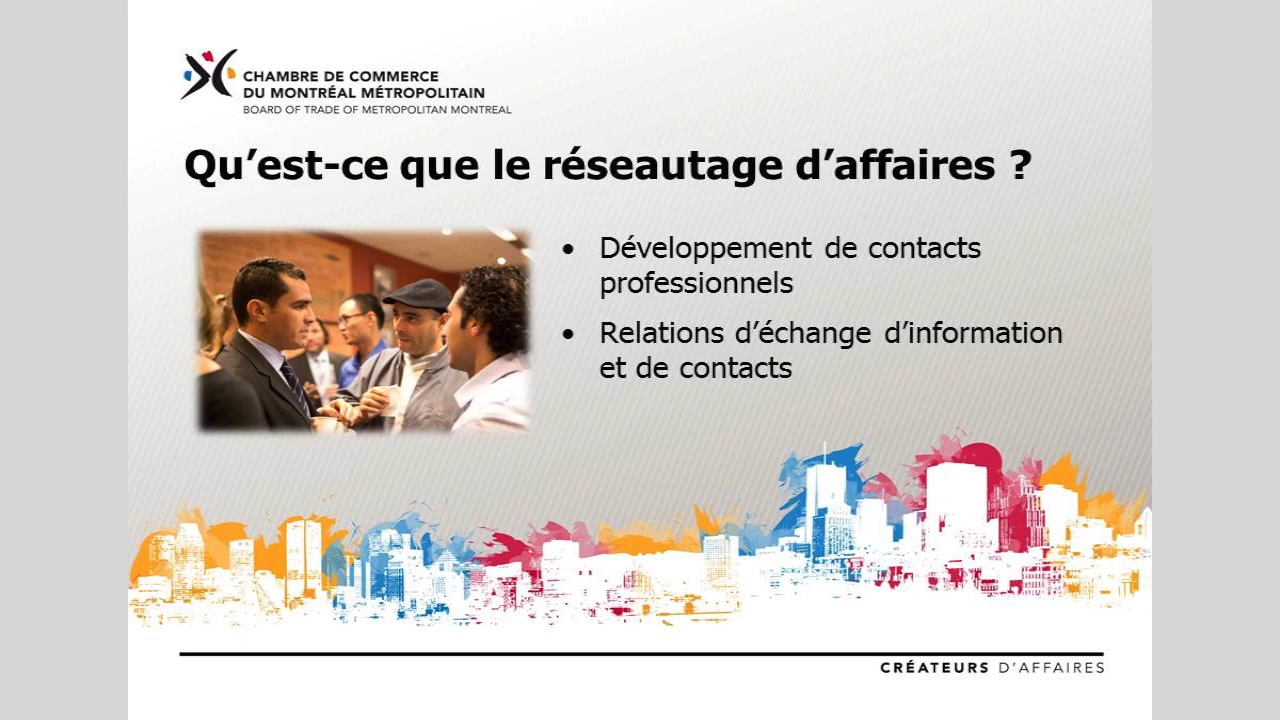 CHAMBRE DE COMMERCE
DU MONTRÉAL MÉTROPOLITAIN
BOARD OF TRADE OF METROPOLITAN MONTREAL
Qu’est-ce que le réseautage d’affaires ?
• Développement de contacts
professionnels
• Relations d’échange d’information
et de contacts
CRÉATEURS D’AFFAIRES